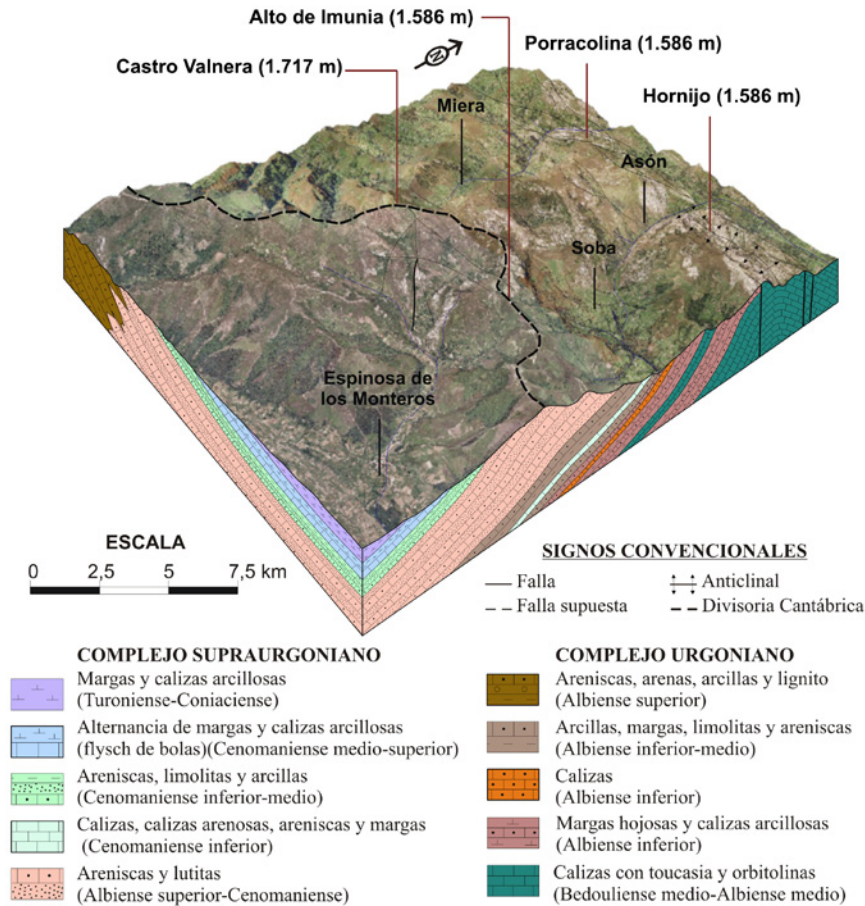 Alto de Imunia (1.586 m)
Porracolina (1.586 m)
Castro Valnera (1.717 m)
N
Hornijo (1.586 m)
Miera
Asón
Soba
Espinosa de
los Monteros
ESCALA
0 2,5 5 7,5 km
SIGNOS CONVENCIONALES
Falla
Anticlinal
Falla supuesta
Divisoria Cantábrica
COMPLEJO SUPRAURGONIANO
Margas y calizas arcillosas
(Turoniense-Coniaciense)
Alternancia de margas y calizas arcillosas
(flysch de bolas)(Cenomaniense medio-superior)
Areniscas, limolitas y arcillas
(Cenomaniense inferior-medio)
Calizas, calizas arenosas, areniscas y margas
(Cenomaniense inferior)
Areniscas y lutitas
(Albiense superior-Cenomaniense)
COMPLEJO URGONIANO
Areniscas, arenas, arcillas y lignito
(Albiense superior)
Arcillas, margas, limolitas y areniscas
(Albiense inferior-medio)
Calizas
(Albiense inferior)
Margas hojosas y calizas arcillosas
(Albiense inferior)
Calizas con toucasia y orbitolinas
(Bedouliense medio-Albiense medio)